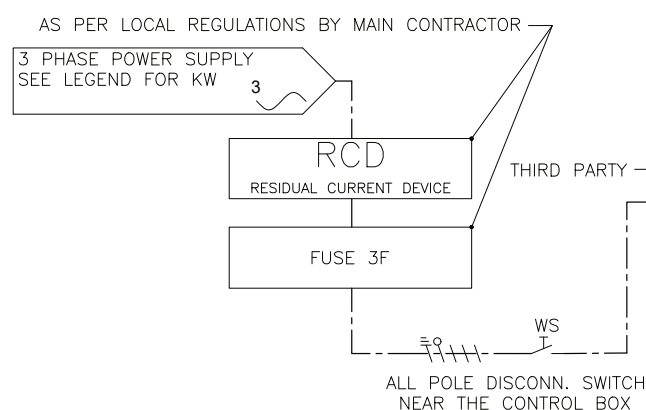 AS PER LOCAL REGULATIONS BY MAIN CONTRACTOR
3 PHASE POWER SUPPLY
SEE LEGEND FOR KW
3
RCD
RESIDUAL CURRENT DEVICE
THIRD PARTY
FUSE 3F
WS
ALL POLE DISCONN. SWITCH
NEAR THE CONTROL BOX